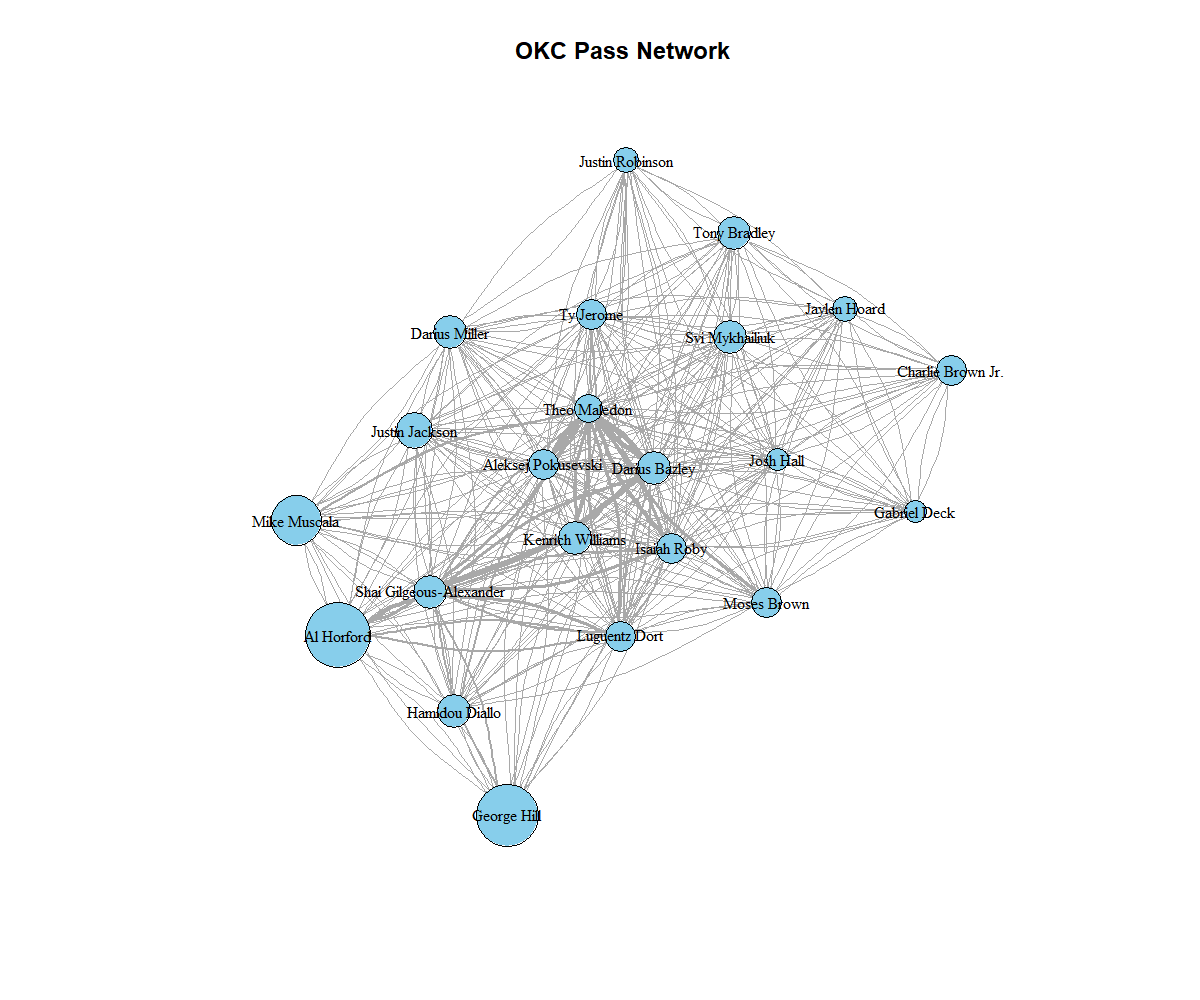 OKC Pass Network
Justin Robinson
Tony Bradley
Jaylen Hoard
Ty Jerome
Darius Miller
Svi Mykhailiuk
Charlie Brown Jr.
Theo Maledon
Justin Jackson
Josh Hall
Aleksej Pokusevski
Darius Bazley
Gabriel Deck
Mike Muscala
Kenrich Williams
Isaiah Roby
Shai Gilgeous-Alexander
Moses Brown
Al Horford
Luguentz Dort
Hamidou Diallo
George Hill